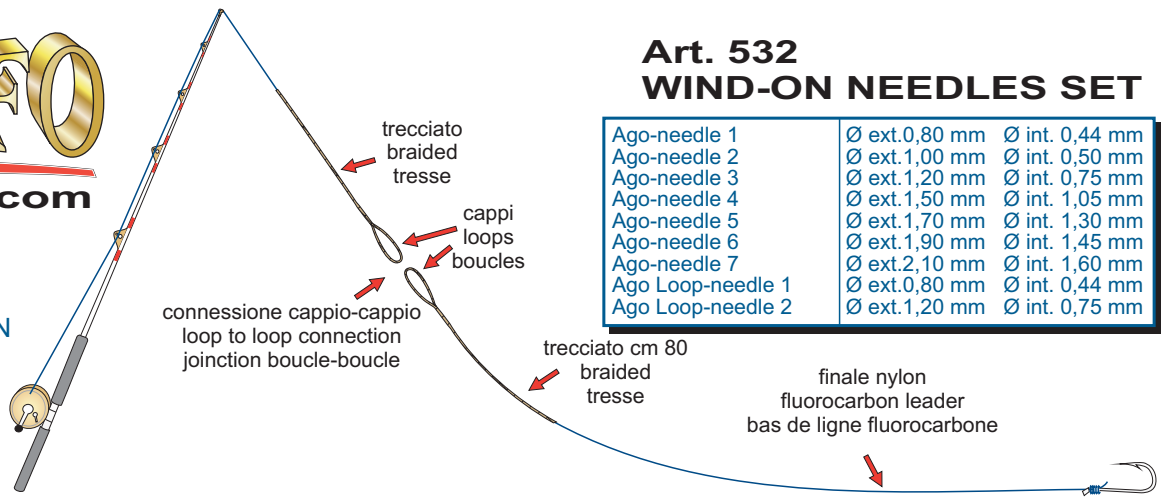 com
trecciato
braided
tresse
cappi
loops
boucles
connessione cappio-cappio
loop to loop connection
joinction boucle-boucle
trecciato cm 80
braided
tresse
finale nylon
fluorocarbon leader
bas de ligne fluorocarbone
Art. 532
WIND-ON NEEDLES SET
Ago-needle 1 Ø ext.0,80 mm Ø int. 0,44 mm
Ago-needle 2 Ø ext.1,00 mm Ø int. 0,50 mm
Ago-needle 3 Ø ext.1,20 mm Ø int. 0,75 mm
Ago-needle 4 Ø ext.1,50 mm Ø int. 1,05 mm
Ago-needle 5 Ø ext.1,70 mm Ø int. 1,30 mm
Ago-needle 6 Ø ext.1,90 mm Ø int. 1,45 mm
Ago-needle 7 Ø ext.2,10 mm Ø int. 1,60 mm
Ago Loop-needle 1 Ø ext.0,80 mm Ø int. 0,44 mm
Ago Loop-needle 2 Ø ext.1,20 mm Ø int. 0,75 mm